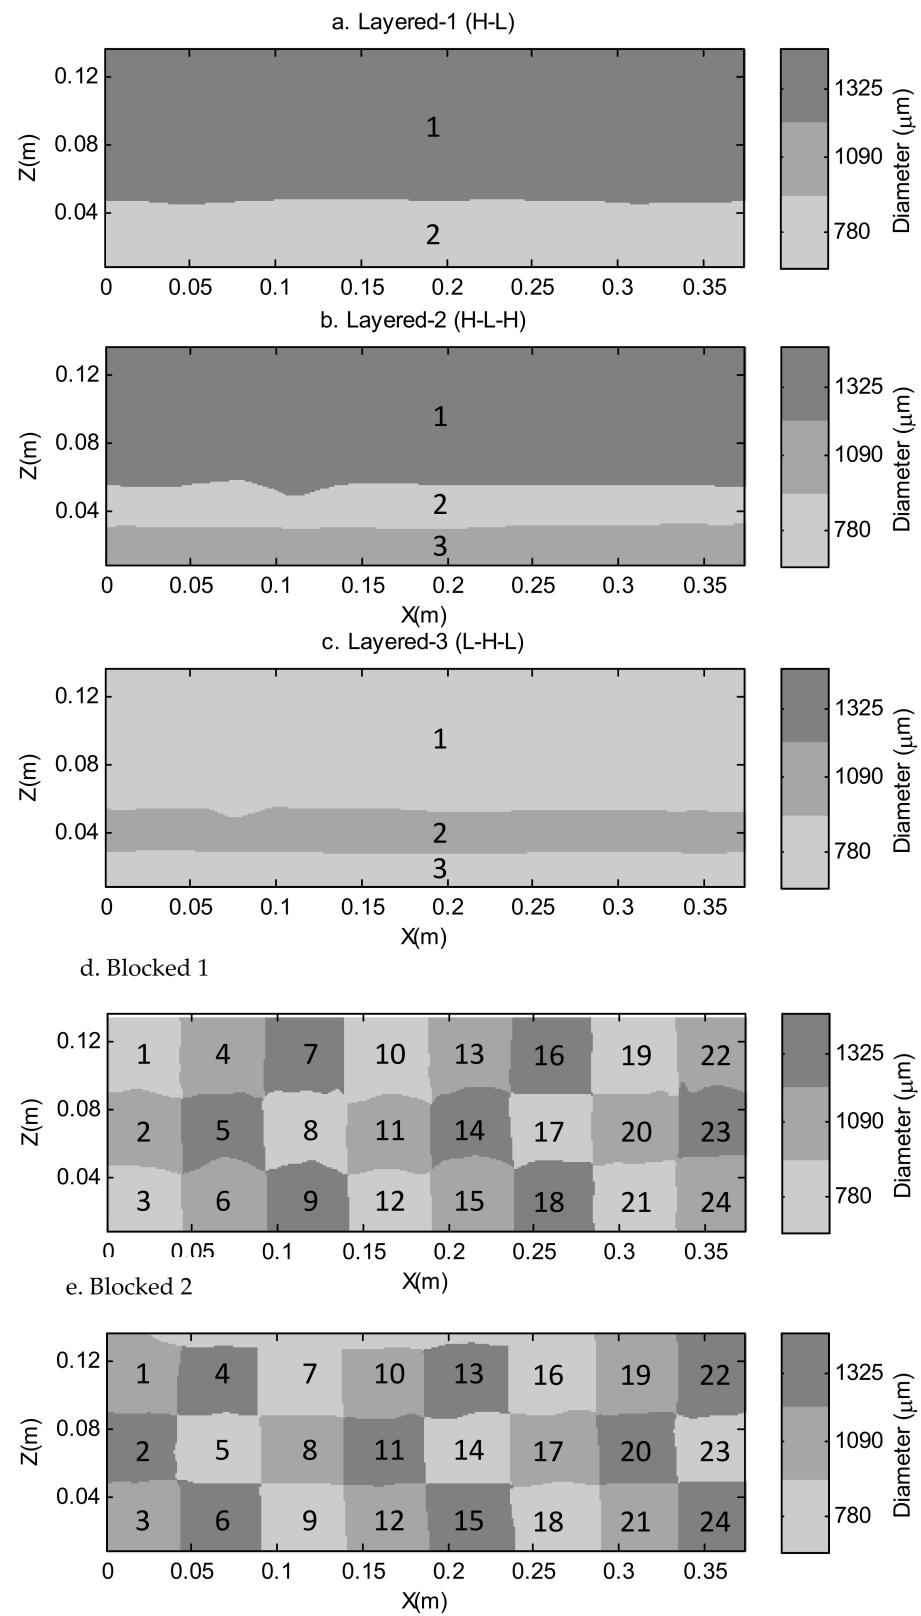 a. Layered-1 (H-L)
0.12
0.08
0.04
Z(m)
1
2
0 0.05 0.1 0.15 0.2 0.25 0.3 0.35
1325
1090
780
Diameter (μm)
b. Layered-2 (H-L-H)
0.12
0.08
0.04
Z(m)
1
2
3
0 0.05 0.1 0.15 0.2 0.25 0.3 0.35
X(m)
1325
1090
780
Diameter (μm)
c. Layered-3 (L-H-L)
0.12
0.08
0.04
Z(m)
1
2
3
0 0.05 0.1 0.15 0.2 0.25 0.3 0.35
X(m)
1325
1090
780
Diameter (μm)
d. Blocked 1
0.12
0.08
0.04
Z(m)
1 4 7 10 13 16 19 22
2 5 8 11 14 17 20 23
3 6 9 12 15 18 21 24
0 0.05 0.1 0.15 0.2 0.25 0.3 0.35
X(m)
1325
1090
780
Diameter (μm)
e. Blocked 2
0.12
0.08
0.04
Z(m)
1 4 7 10 13 16 19 22
2 5 8 11 14 17 20 23
3 6 9 12 15 18 21 24
0 0.05 0.1 0.15 0.2 0.25 0.3 0.35
X(m)
1325
1090
780
Diameter (μm)